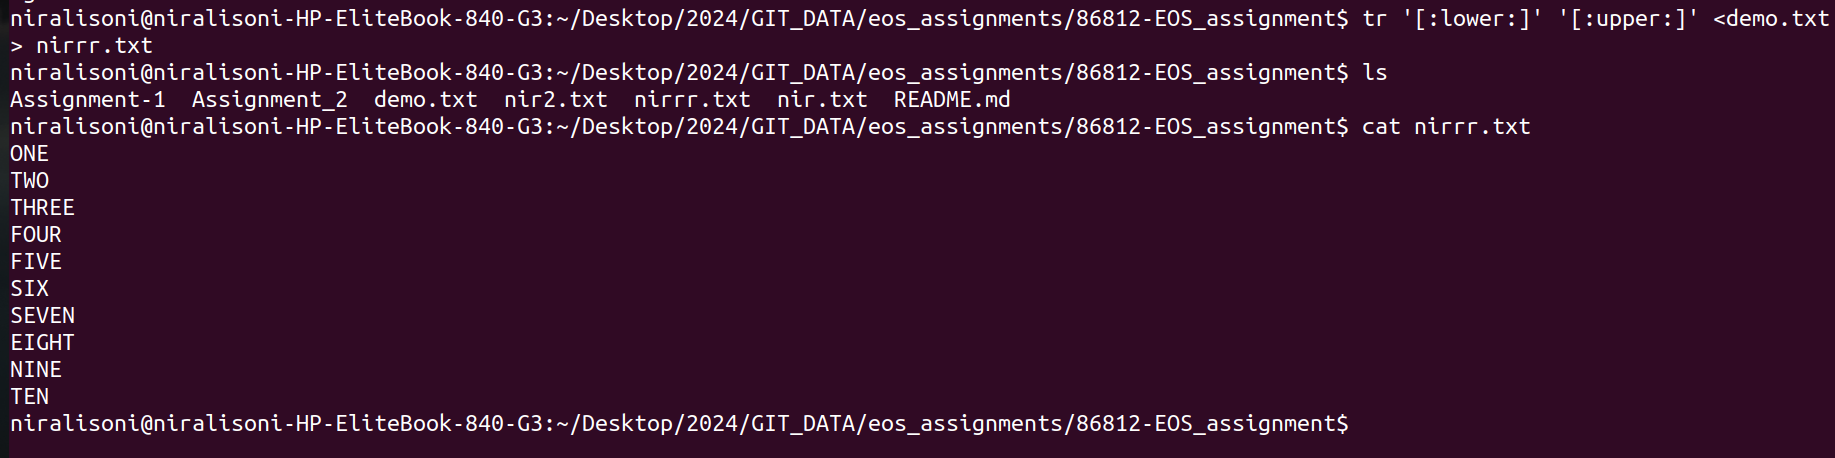 niralisoni@niralisoni-HP-EliteBook-840-G3:~/Desktop/2024/GIT_DATA/eos_assignments/86812-EOS_assignment$ tr '[:lower:]' '[:upper:]' <demo.txt
> nirrr.txt
niralisoni@niralisoni-HP-EliteBook-840-G3:~/Desktop/2024/GIT_DATA/eos_assignments/86812-EOS_assignment$ ls
Assignment-1  Assignment_2  demo.txt  nir2.txt  nirrr.txt  nir.txt  README.md
niralisoni@niralisoni-HP-EliteBook-840-G3:~/Desktop/2024/GIT_DATA/eos_assignments/86812-EOS_assignment$ cat nirrr.txt
ONE
TWO
THREE
FOUR
FIVE
SIX
SEVEN
EIGHT
NINE
TEN
niralisoni@niralisoni-HP-EliteBook-840-G3:~/Desktop/2024/GIT_DATA/eos_assignments/86812-EOS_assignment$